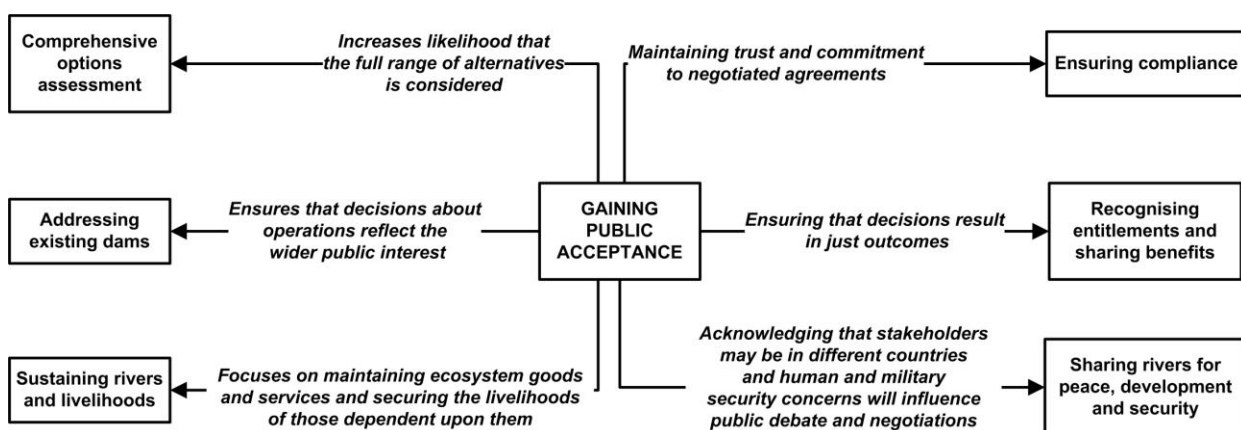 Comprehensive
options
assessment
Increases likelihood that
the full range of alternatives
is considered
Maintaining trust and commitment
to negotiated agreements
Ensuring compliance
Addressing
existing dams
Ensures that decisions about
operations reflect the
wider public interest
GAINING
PUBLIC
ACCEPTANCE
Ensuring that decisions result
in just outcomes
Recognising
entitlements and
sharing benefits
Sustaining rivers
and livelihoods
Focuses on maintaining ecosystem goods
and services and securing the livelihoods
of those dependent upon them
Acknowledging that stakeholders
may be in different countries
and human and military
security concerns will influence
public debate and negotiations
Sharing rivers for
peace, development
and security